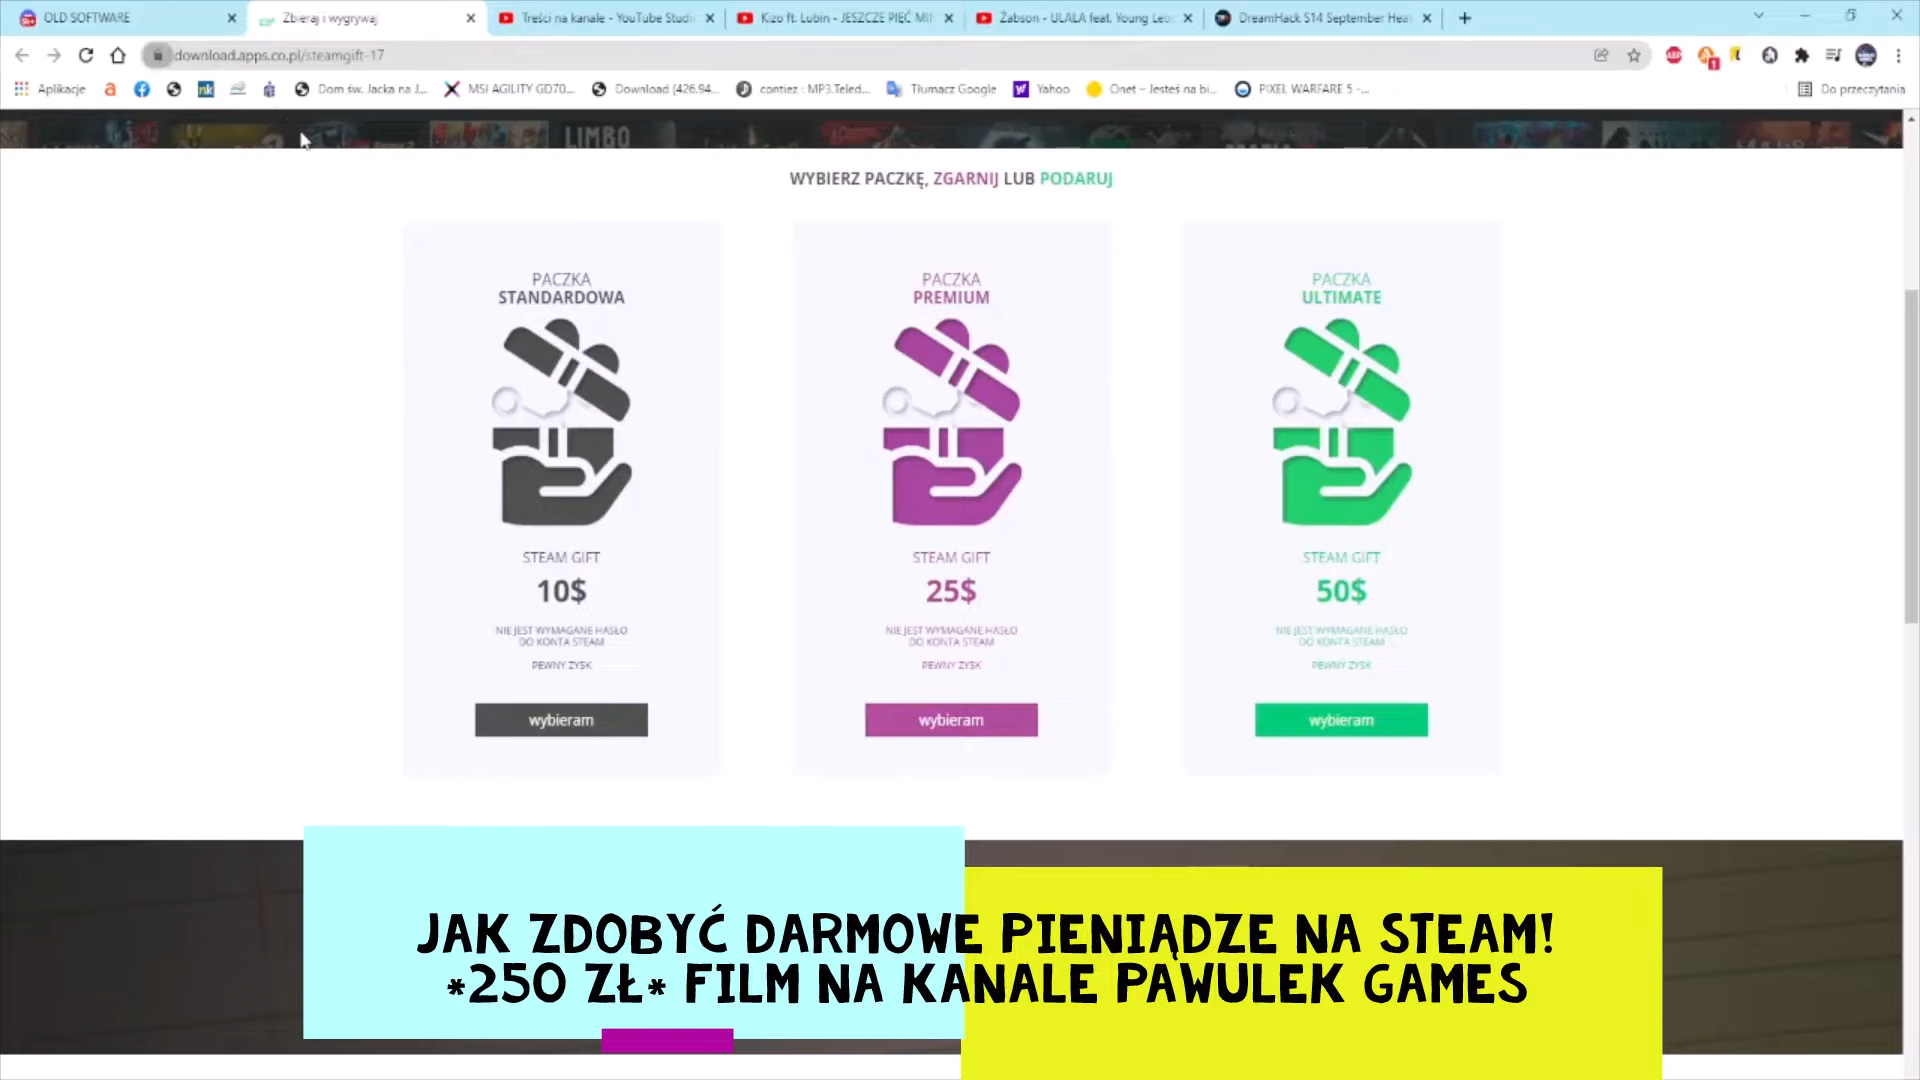 OLD SOFTWARE
Zbieraj i wygrywaj
Treści na kanale - YouTube Studi
Kizo ft. Lubin - JESZCZE PIĘĆ MIN
Żabson - ULALA feat. Young Leo
DreamHack S14 September Hea
download.apps.co.pl/steamgift-17
Aplikacje
Dom św. Jacka na J...
MSI AGILITY GD70...
Download (426.94...
contiez : MP3.Teled...
Tłumacz Google
Yahoo
Onet – Jesteś na bi...
PIXEL WARFARE 5 -...
Do przeczytania
LIMBO
WYBIERZ PACZKĘ, ZGARNIJ LUB PODARUJ
PACZKA
STANDARDOWA
STEAM GIFT
10$
NIE JEST WYMAGANE HASŁO
DO KONTA STEAM
PEWNY ZYSK
wybieram
PACZKA
PREMIUM
STEAM GIFT
25$
NIE JEST WYMAGANE HASŁO
DO KONTA STEAM
PEWNY ZYSK
wybieram
PACZKA
ULTIMATE
STEAM GIFT
50$
NIE JEST WYMAGANE HASŁO
DO KONTA STEAM
PEWNY ZYSK
wybieram
JAK ZDOBYĆ DARMOWE PIENIĄDZE NA STEAM!
*250 ZŁ* FILM NA KANALE PAWULEK GAMES